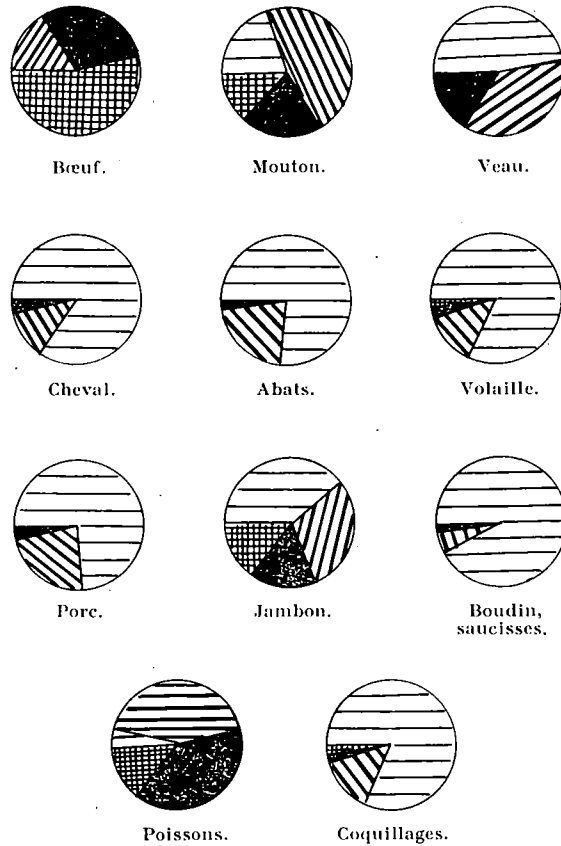 Bœuf.
Mouton.
Veau.
Cheval.
Abats.
Volaille.
Porc.
Jambon.
Boudin,
saucisses.
Poissons.
Coquillages.